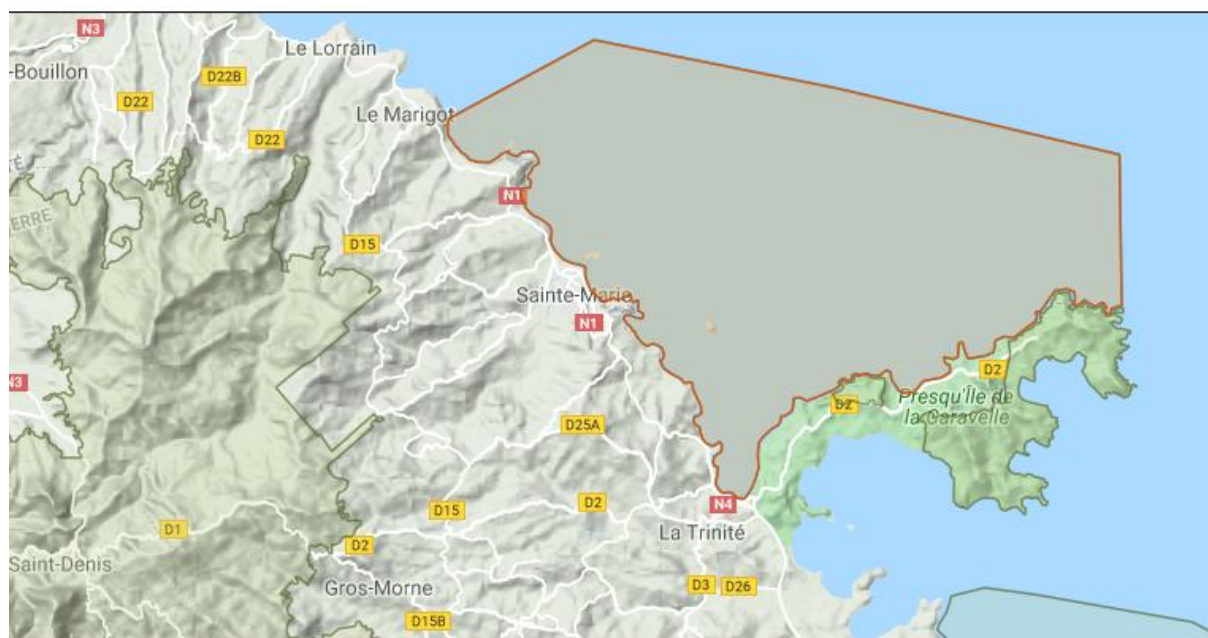 N3
Le Lorrain
-Bouillon
D22B
D22
Le Marigot
D22
N1
ERRE
D15
Sainte-Marie
N1
D2
N3
Presqu'Île de
la Caravelle
D2
D25A
D15
D2
N4
La Trinité
D1
D2
Saint-Denis
Gros-Morne
D3
D26
D15B